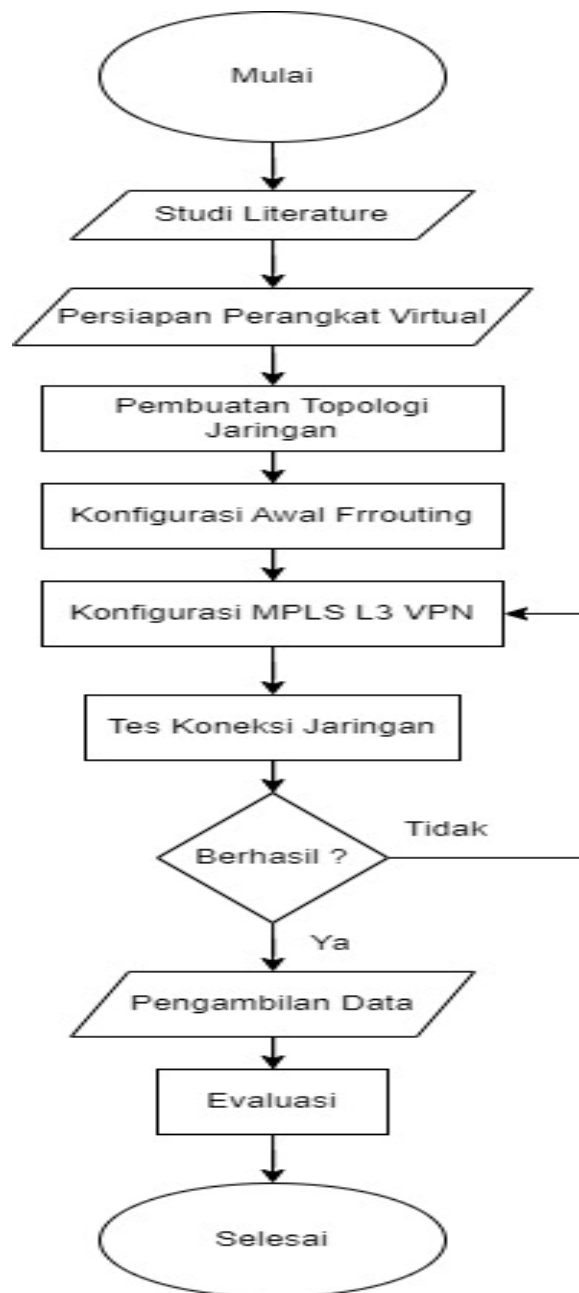 Mulai
Studi Literature
Persiapan Perangkat Virtual
Pembuatan Topologi
Jaringan
Konfigurasi Awal Frrouting
Konfigurasi MPLS L3 VPN
Tes Koneksi Jaringan
Berhasil ?
Tidak
Ya
Pengambilan Data
Evaluasi
Selesai